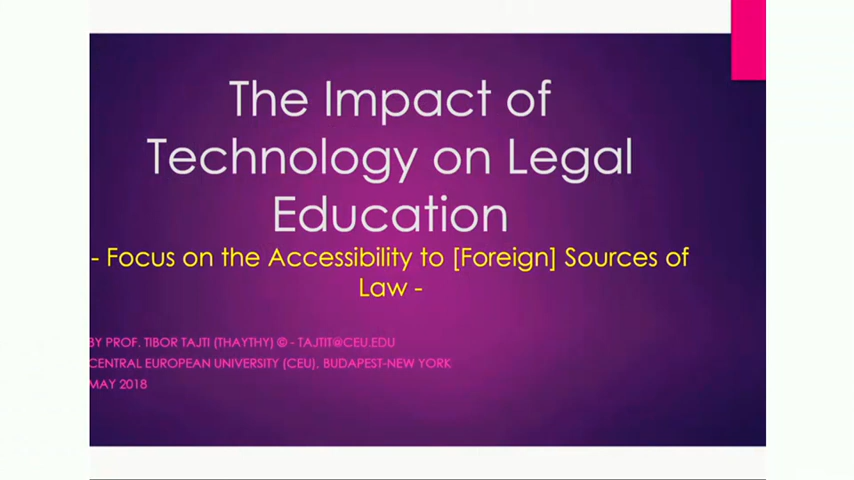 The Impact of
Technology on Legal
Education
- Focus on the Accessibility to [Foreign] Sources of
Law -
BY PROF. TIBOR TAJTI (THAYTHY) © - TAJTIT@CEU.EDU
CENTRAL EUROPEAN UNIVERSITY (CEU), BUDAPEST-NEW YORK
MAY 2018